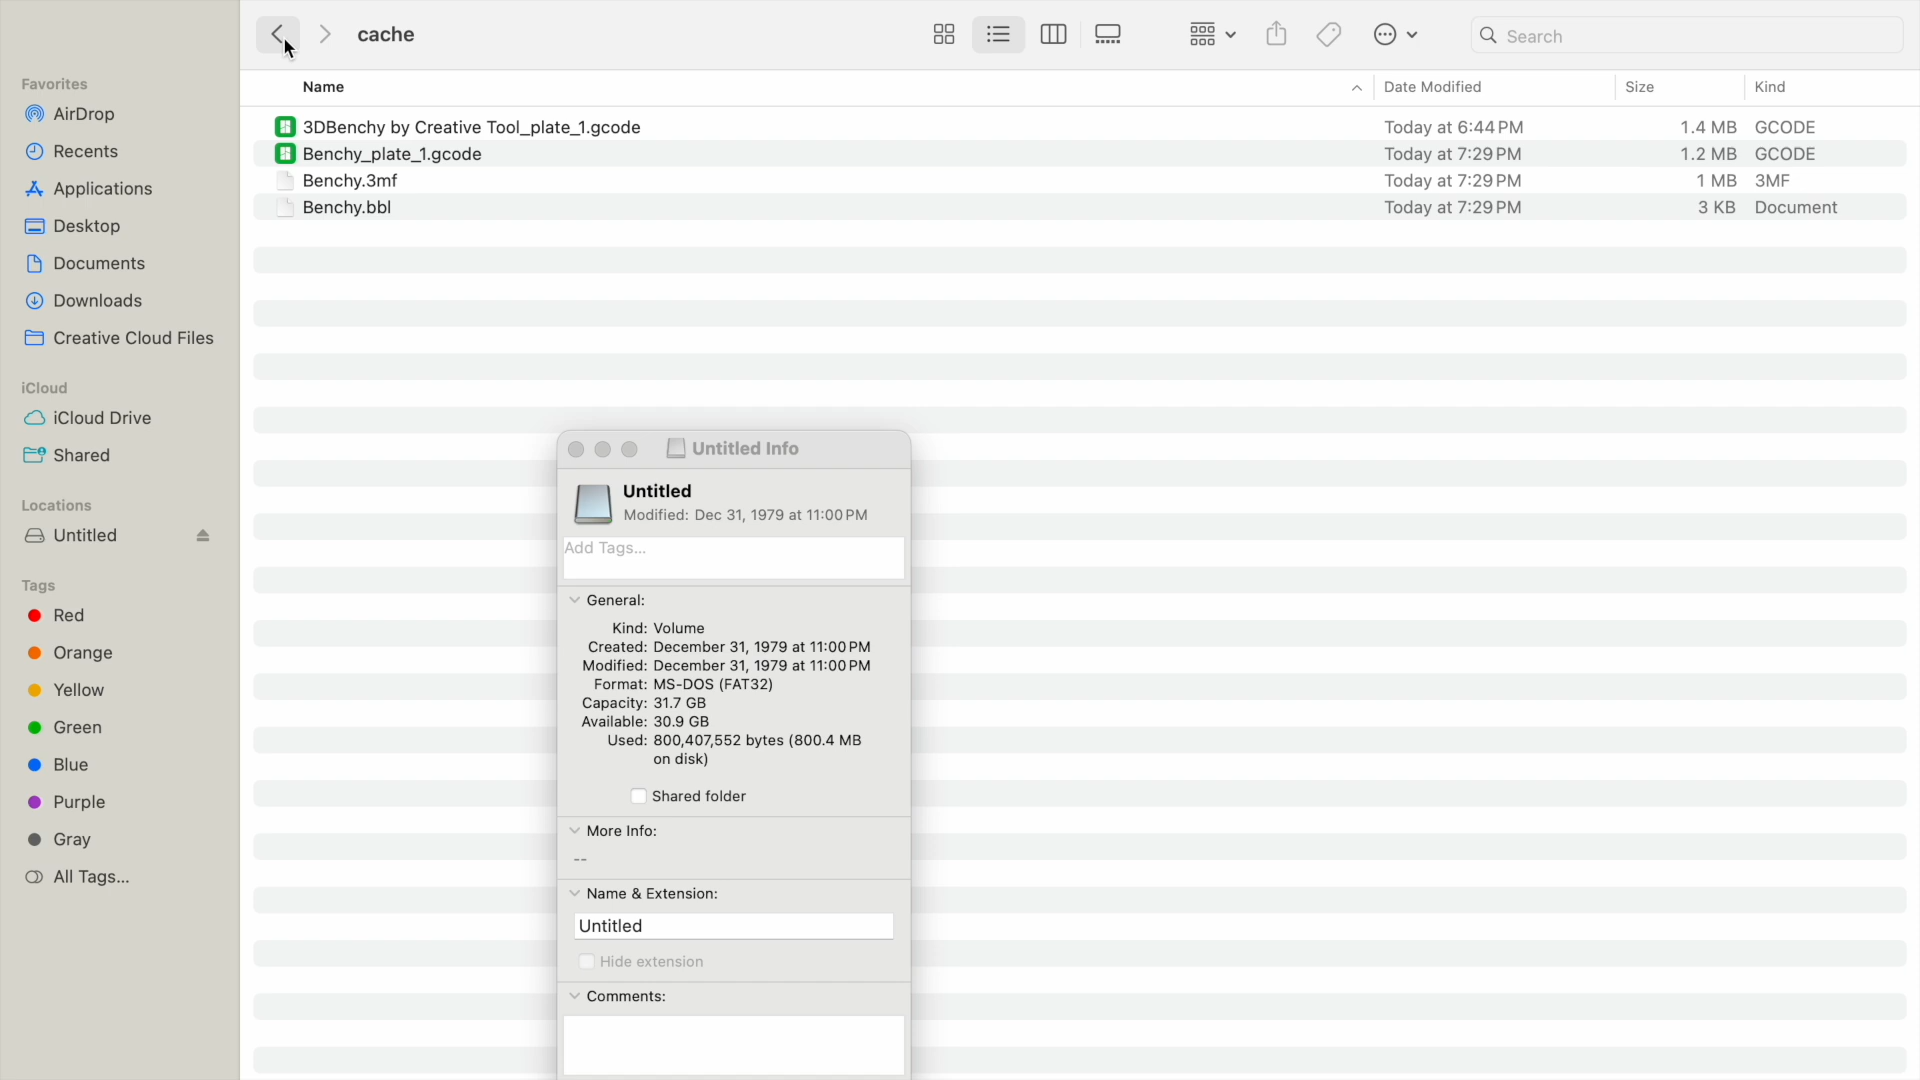 cache
Search
Favorites
AirDrop
Recents
Applications
Desktop
Documents
Downloads
Creative Cloud Files
iCloud
iCloud Drive
Shared
Locations
Untitled
Tags
Red
Orange
Yellow
Green
Blue
Purple
Gray
All Tags...
Name Date Modified Size Kind
3DBenchy by Creative Tool_plate_1.gcode Today at 6:44 PM 1.4 MB GCODE
Benchy_plate_1.gcode Today at 7:29 PM 1.2 MB GCODE
Benchy.3mf Today at 7:29 PM 1 MB 3MF
Benchy.bbl Today at 7:29 PM 3 KB Document
Untitled Info
Untitled
Modified: Dec 31, 1979 at 11:00 PM
Add Tags...
General:
Kind: Volume
Created: December 31, 1979 at 11:00 PM
Modified: December 31, 1979 at 11:00 PM
Format: MS-DOS (FAT32)
Capacity: 31.7 GB
Available: 30.9 GB
Used: 800,407,552 bytes (800.4 MB
on disk)
Shared folder
More Info:
--
Name & Extension:
Untitled
Hide extension
Comments: